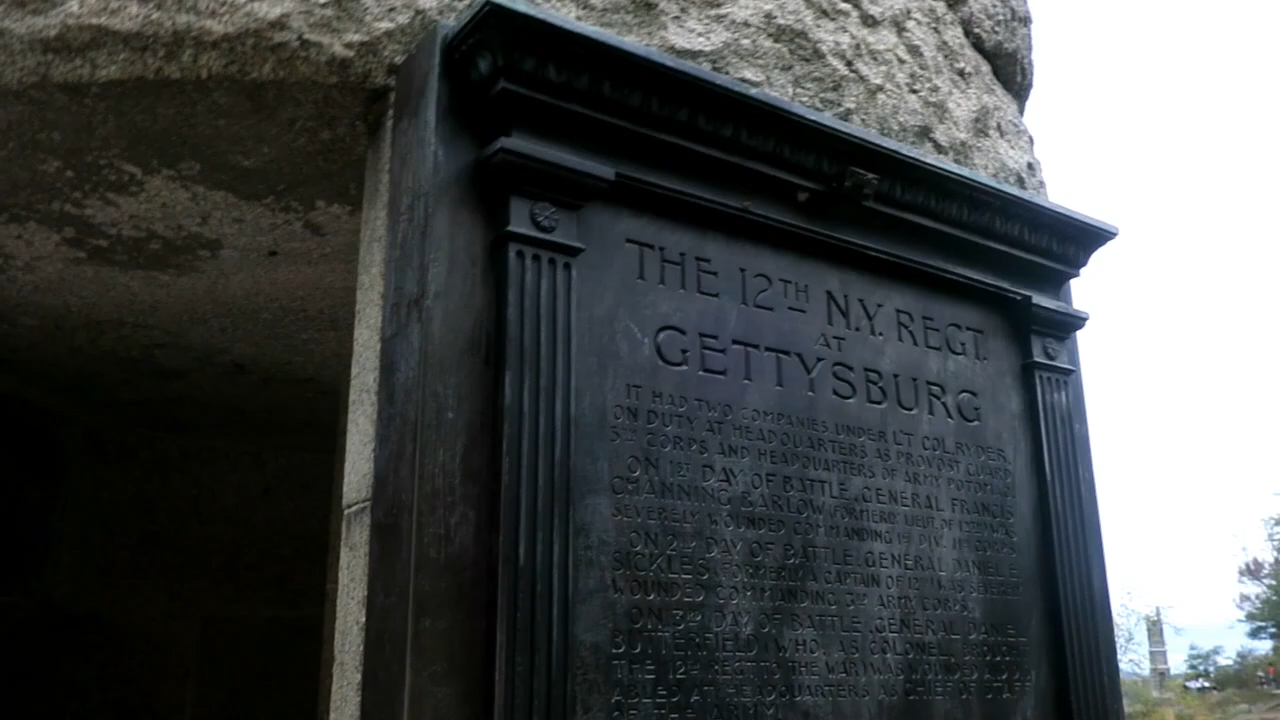 THE 12TH N.Y. REGT.
AT
GETTYSBURG
IT HAD TWO COMPANIES, UNDER L'T COL. RYDER,
ON DUTY AT HEADQUARTERS AS PROVOST GUARD
5TH CORPS AND HEADQUARTERS OF ARMY POTOMAC.
ON 1ST DAY OF BATTLE, GENERAL FRANCIS
CHANNING BARLOW (FORMERLY LIEUT. OF 12TH) WAS
SEVERELY WOUNDED COMMANDING 1ST DIV. 11TH CORPS.
ON 2ND DAY OF BATTLE, GENERAL DANIEL E.
SICKLES (FORMERLY A CAPTAIN OF 12TH) WAS SEVERELY
WOUNDED COMMANDING 3RD ARMY CORPS.
ON 3RD DAY OF BATTLE, GENERAL DANIEL
BUTTERFIELD (WHO, AS COLONEL, BROUGHT
THE 12TH REGT TO THE WAR) WAS WOUNDED
ABLED AT HEADQUARTERS AS CHIEF OF STAFF
OF THE ARMY.